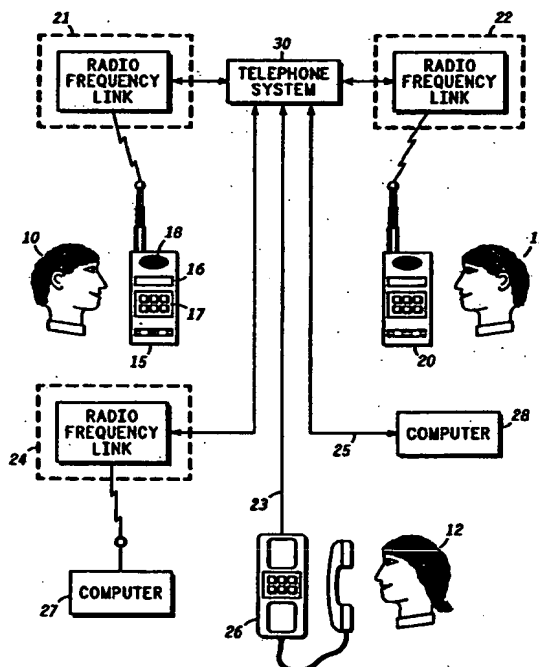 21
30
22
RADIO
FREQUENCY
LINK
TELEPHONE
SYSTEM
RADIO
FREQUENCY
LINK
10
18
16
17
15
1
20
RADIO
FREQUENCY
LINK
24
COMPUTER
28
25
23
12
COMPUTER
27
26